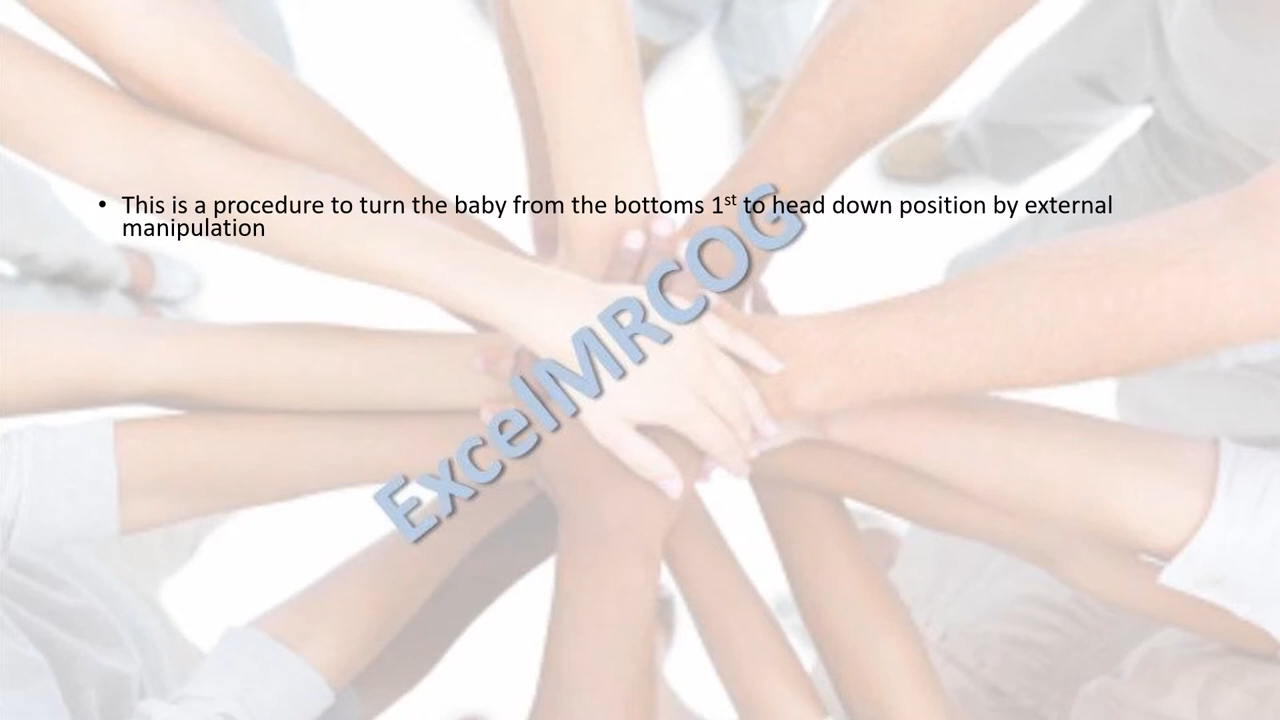 • This is a procedure to turn the baby from the bottoms 1st to head down position by external
manipulation
ExcelMRCOG